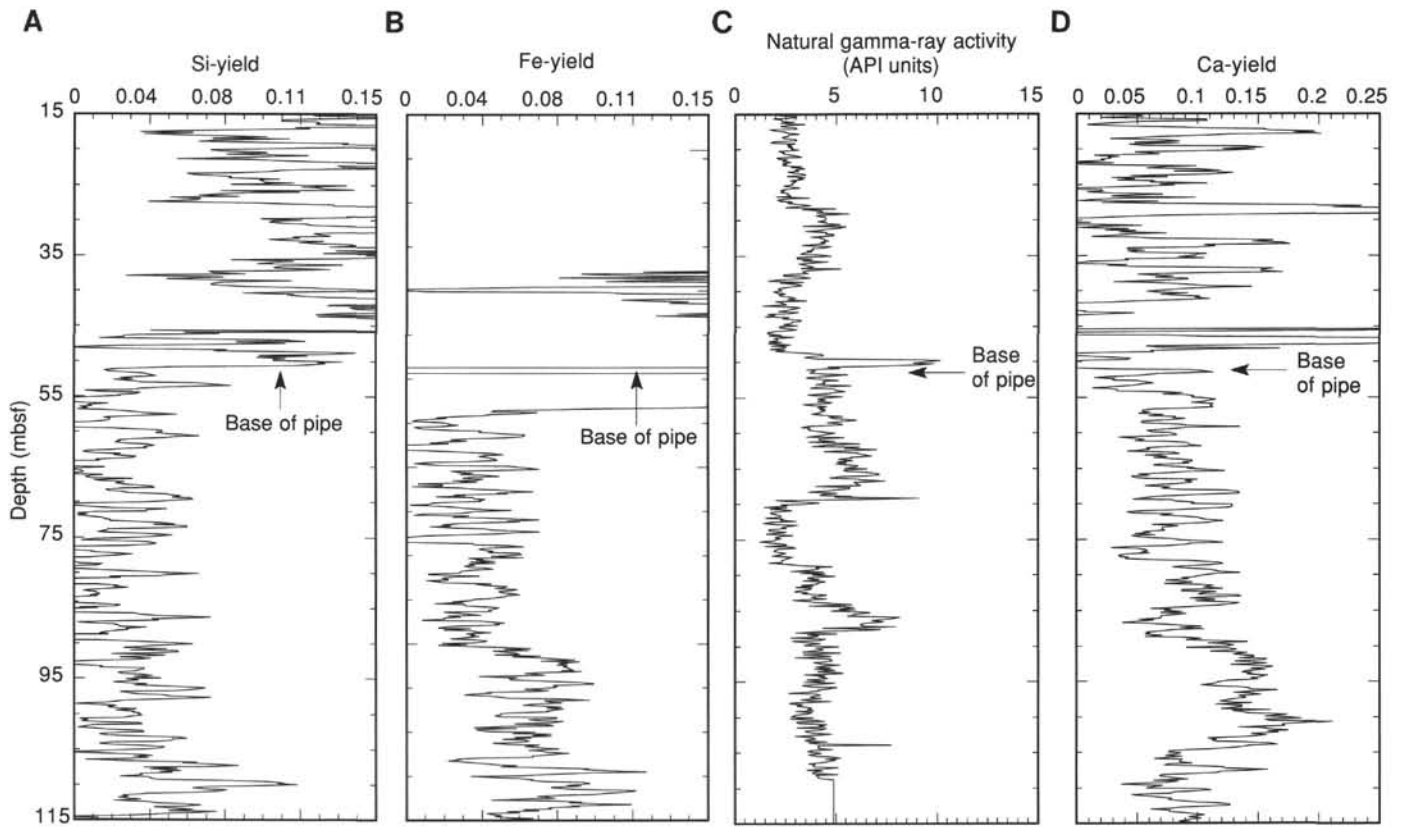 A
Si-yield
0 0.04 0.08 0.11 0.15
15
35
55
75
95
115
Depth (mbsf)
Base of pipe
B
Fe-yield
0 0.04 0.08 0.11 0.15
Base of pipe
C
Natural gamma-ray activity
(API units)
0 5 10 15
Base
of pipe
D
Ca-yield
0 0.05 0.1 0.15 0.2 0.25
Base
of pipe